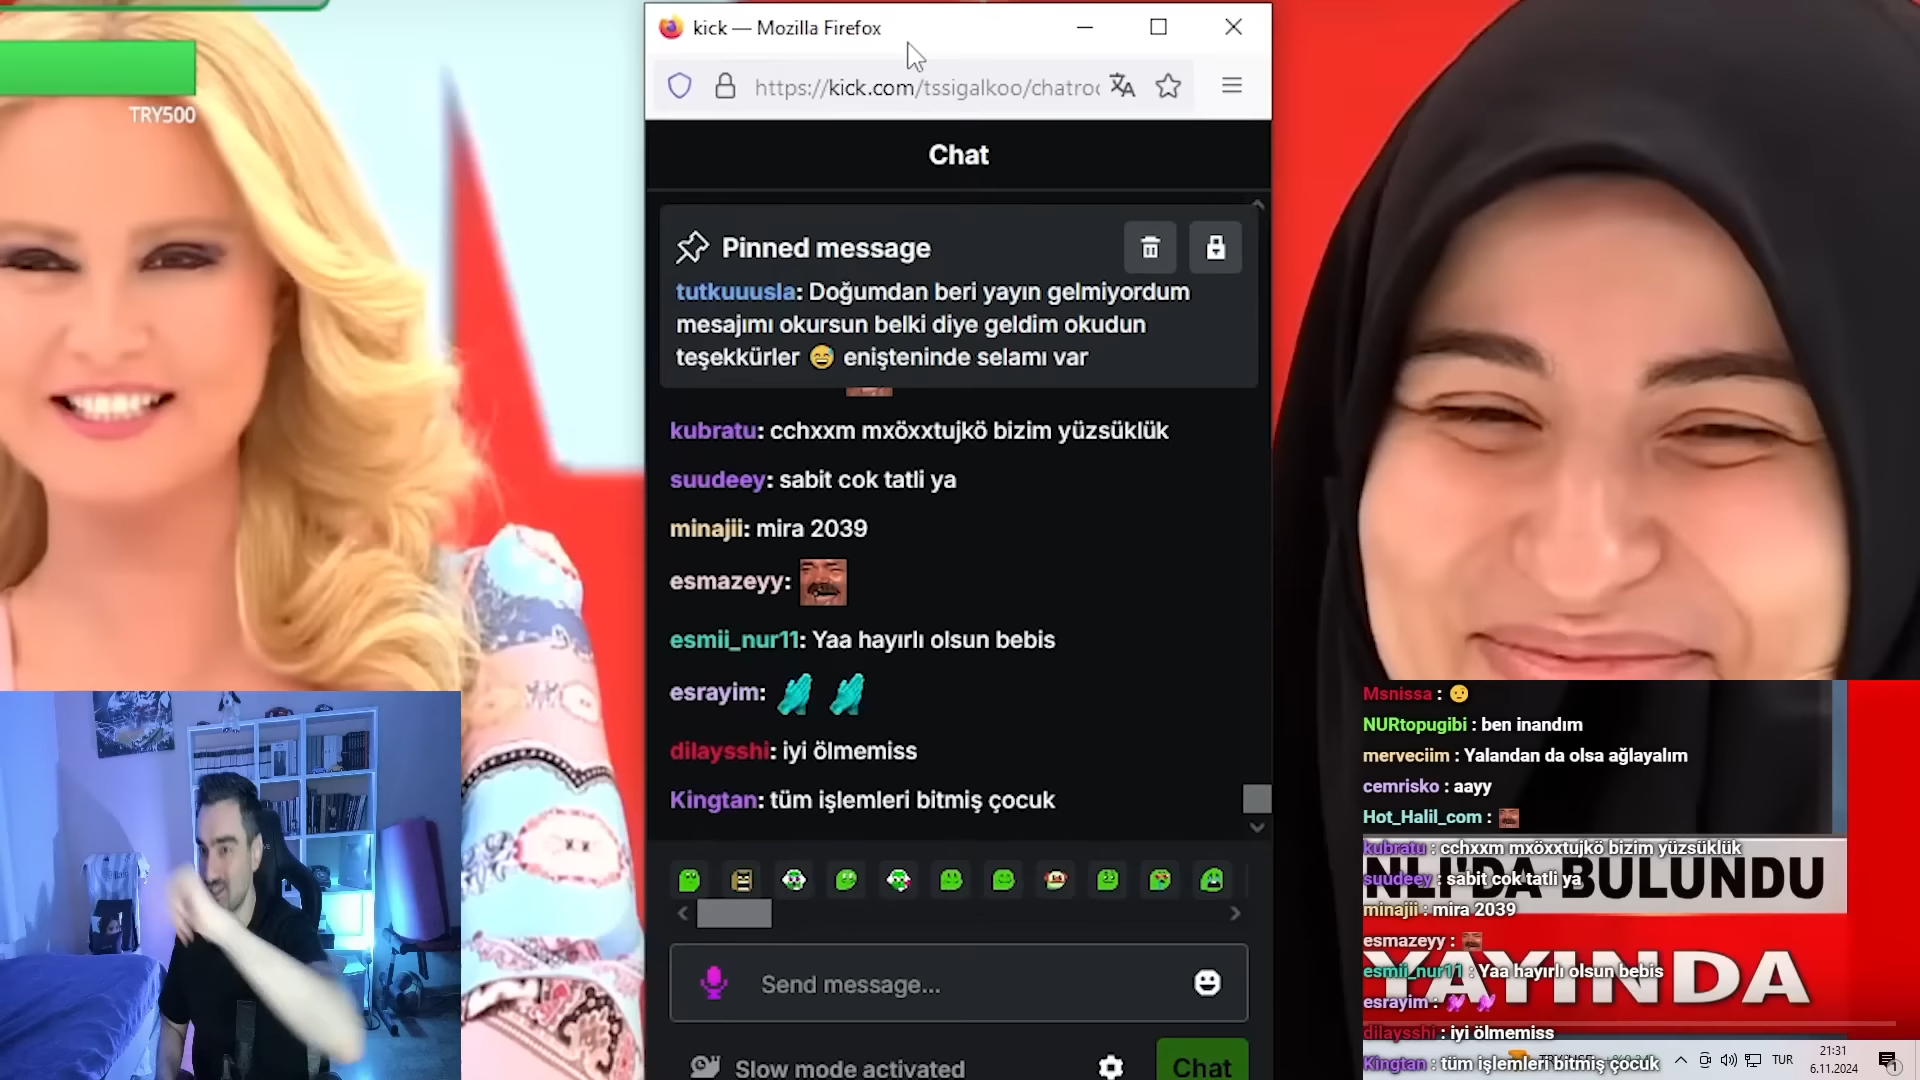 TRY500
kick — Mozilla Firefox
https://kick.com/tssigalkoo/chatroo
Chat
Pinned message
tutkuuusla: Doğumdan beri yayın gelmiyordum
mesajımı okursun belki diye geldim okudun
teşekkürler 😅 enişteninde selamı var
kubratu: cchxxm mxöxxtujkö bizim yüzsüklük
suudeey: sabit cok tatli ya
minajii: mira 2039
esmazeyy:
esmii_nur11: Yaa hayırlı olsun bebis
esrayim:
dilaysshi: iyi ölmemiss
Kingtan: tüm işlemleri bitmiş çocuk
Send message...
Slow mode activated
Chat
Msnissa :
NURtopugibi : ben inandım
merveciim : Yalandan da olsa ağlayalım
cemrisko : aayy
Hot_Halil_com :
kubratu : cchxxm mxöxxtujkö bizim yüzsüklük
NLI'DA BULUNDU
suudeey : sabit cok tatli ya
minajii : mira 2039
esmazeyy :
YAYINDA
esmii_nur11 : Yaa hayırlı olsun bebis
esrayim :
dilaysshi : iyi ölmemiss
Kingtan : tüm işlemleri bitmiş çocuk
TUR
21:31
6.11.2024